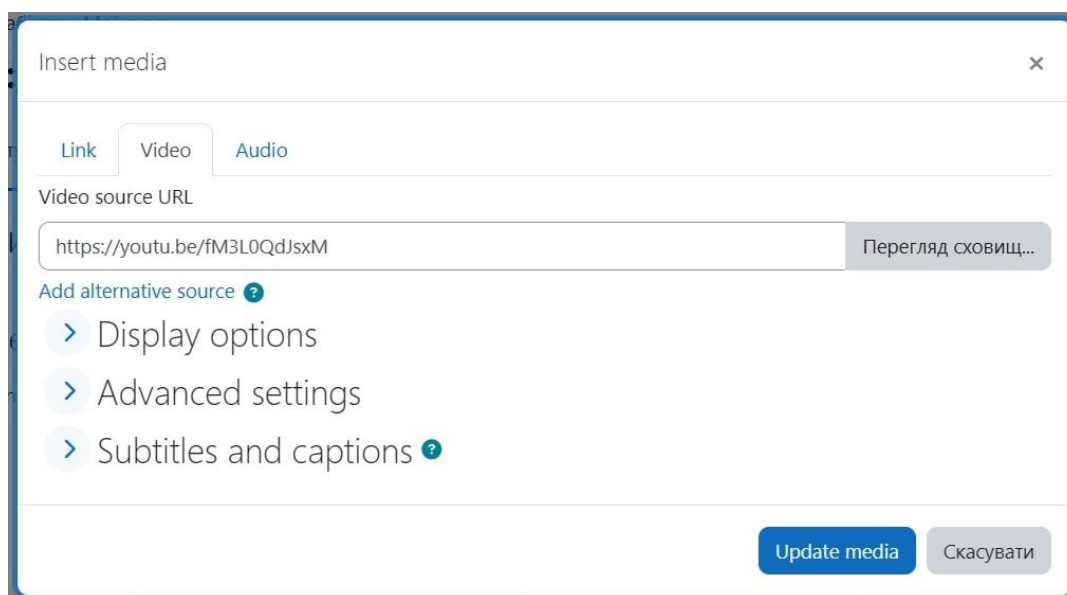 Insert media
×
Link Video Audio
Video source URL
https://youtu.be/fM3L0QdJsxM Перегляд сховищ...
Add alternative source ?
Display options
Advanced settings
Subtitles and captions ?
Update media Скасувати